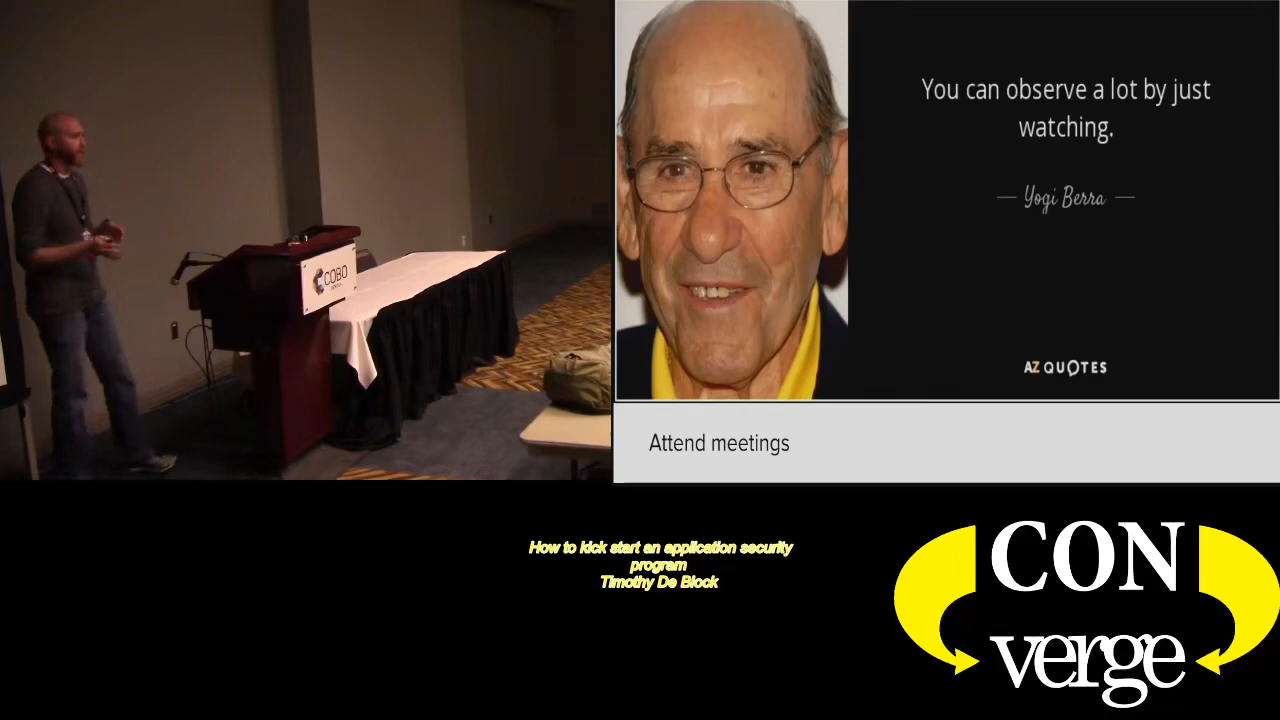 COBO
You can observe a lot by just
watching.
— Yogi Berra —
AZ QUOTES
Attend meetings
How to kick start an application security
program
Timothy De Block
CON
verge